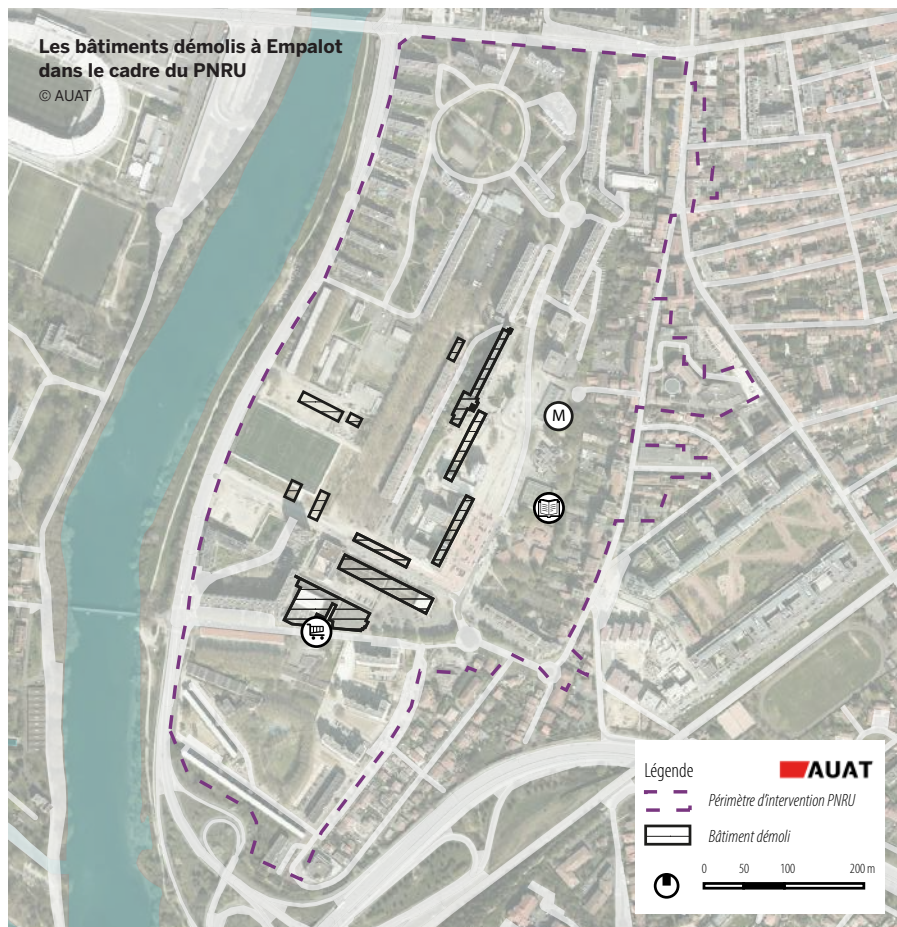 Les bâtiments démolis à Empalot
dans le cadre du PNRU
© AUAT
M
Légende
AUAT
Périmètre d'intervention PNRU
Bâtiment démoli
0 50 100 200 m